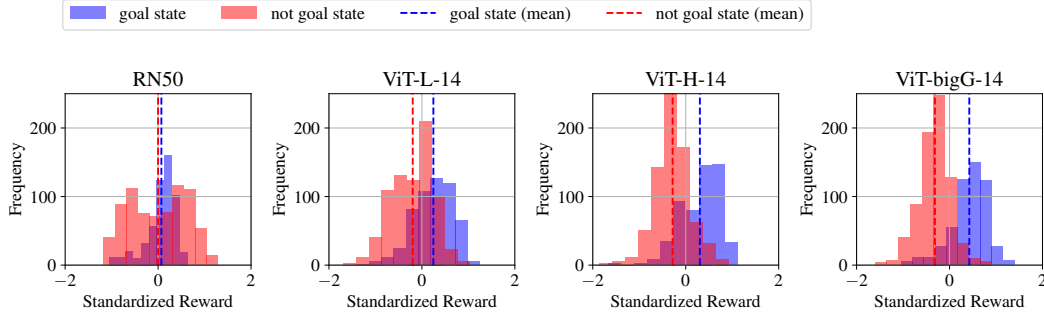 goal state not goal state goal state (mean) not goal state (mean)
RN50 ViT-L-14 ViT-H-14 ViT-bigG-14
200 200 200 200
100 100 100 100
0 0 0 0
Frequency Frequency Frequency Frequency
−2 0 2 −2 0 2 −2 0 2 −2 0 2
Standardized Reward Standardized Reward Standardized Reward Standardized Reward